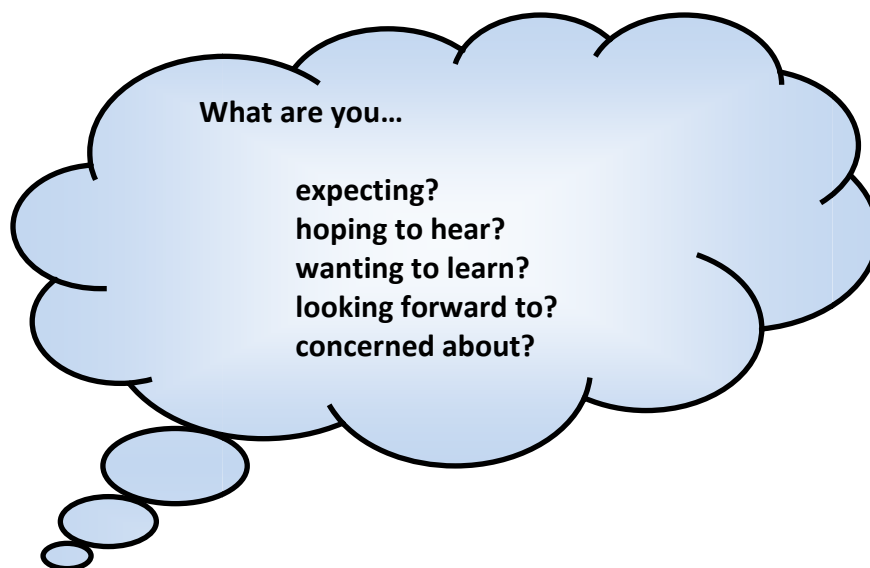 What are you…
expecting?
hoping to hear?
wanting to learn?
looking forward to?
concerned about?